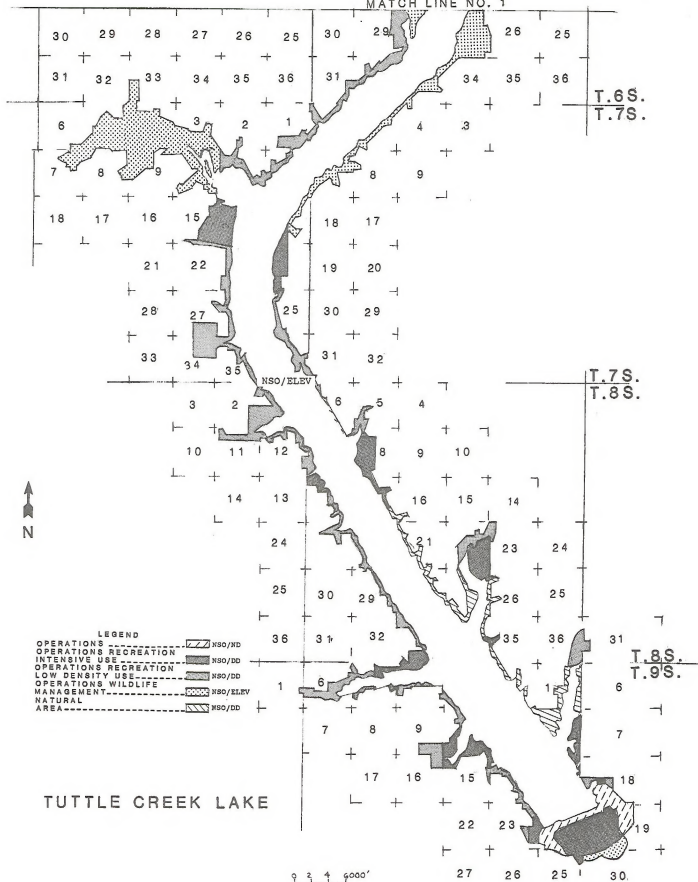 MATCH LINE NO. 1
30 29 28 27 26 25 30 29 26 25
31 32 33 34 35 36 31 34 35 36
T.6S.
T.7S.
6 3 2 1 4 3
7 8 9 8 9
18 17 16 15 18 17
21 22 19 20
28 27 25 30 29
33 34 35 31 32
NSO/ELEV
T.7S.
T.8S.
3 2 6 5 4
10 11 12 8 9 10
14 13 16 15 14
24 21 23 24
25 30 29 26 25
36 31 32 35 36 31
T.8S.
T.9S.
1 6 1 6
7 8 9 7
17 16 15 18
22 23 19
27 26 25 30
N
LEGEND
OPERATIONS NSO/ND
OPERATIONS RECREATION
INTENSIVE USE NSO/DD
OPERATIONS RECREATION
LOW DENSITY USE NSO/DD
OPERATIONS WILDLIFE
MANAGEMENT NSO/ELEV
NATURAL
AREA NSO/DD
TUTTLE CREEK LAKE
0 2 4 6000'